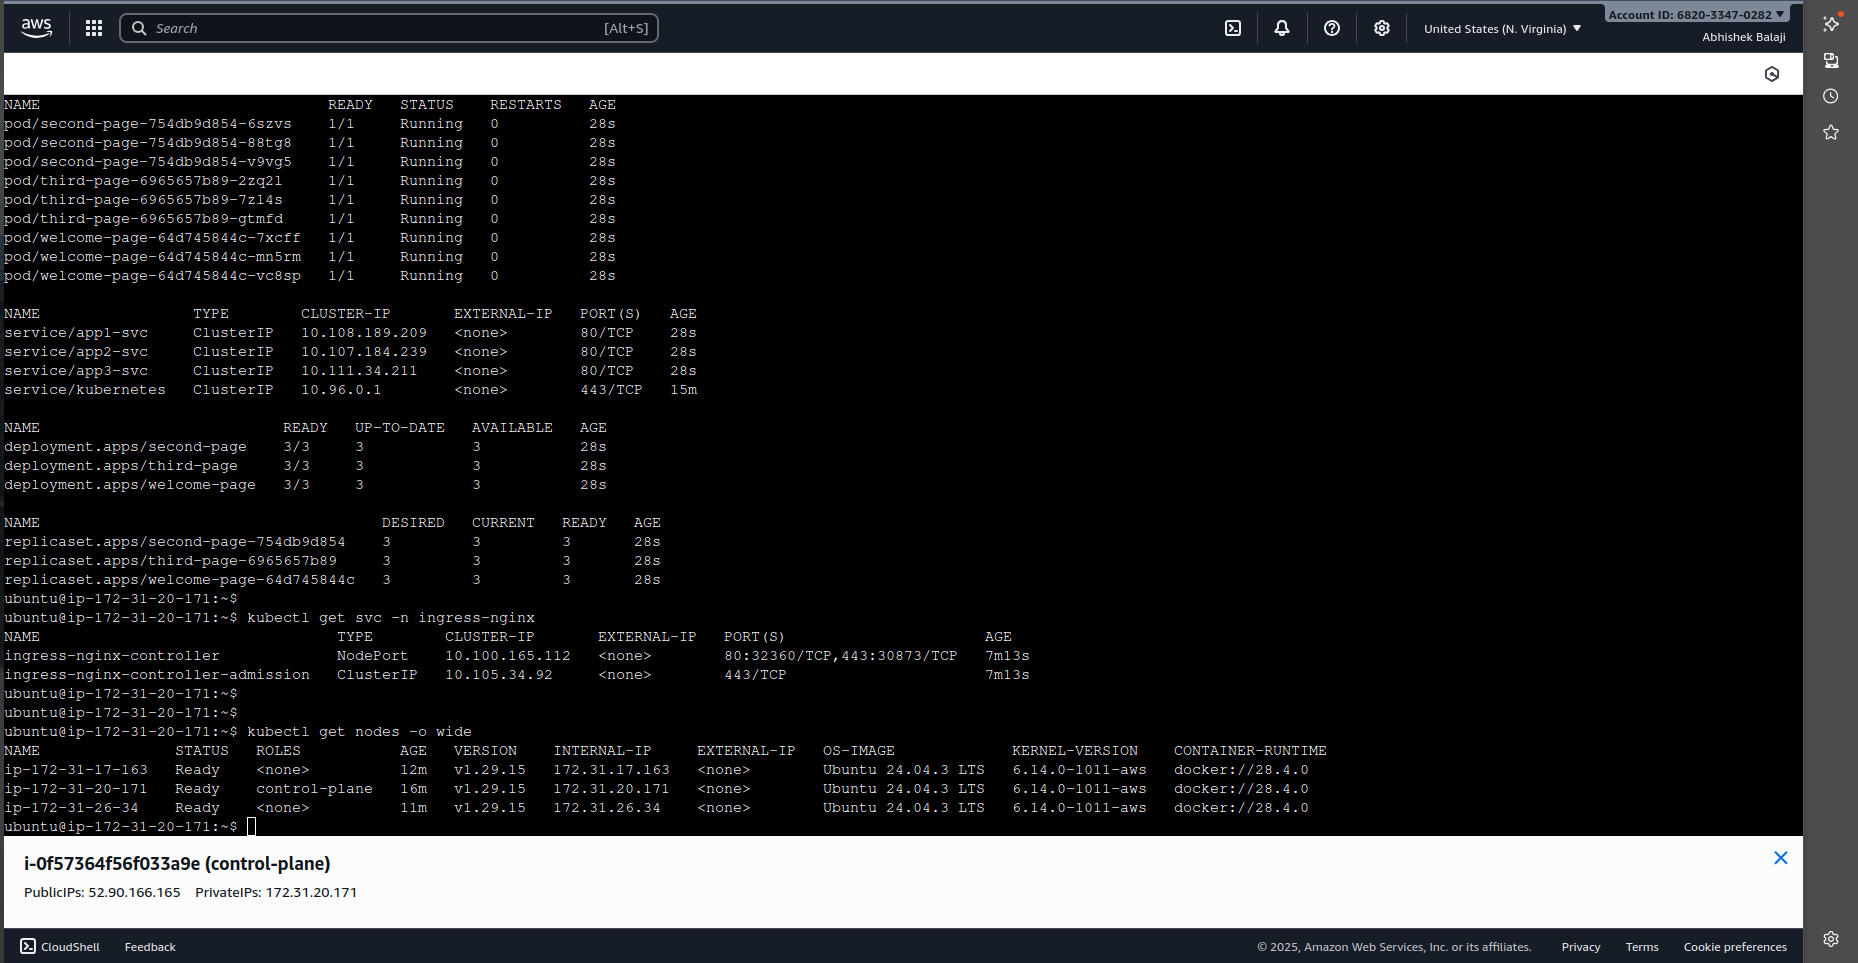 aws
Search [Alt+S]
United States (N. Virginia) ▼
Account ID: 6820-3347-0282 ▼
Abhishek Balaji
NAME READY STATUS RESTARTS AGE
pod/second-page-754db9d854-6szvs 1/1 Running 0 28s
pod/second-page-754db9d854-88tg8 1/1 Running 0 28s
pod/second-page-754db9d854-v9vg5 1/1 Running 0 28s
pod/third-page-6965657b89-2zq2l 1/1 Running 0 28s
pod/third-page-6965657b89-7zl4s 1/1 Running 0 28s
pod/third-page-6965657b89-gtmfd 1/1 Running 0 28s
pod/welcome-page-64d745844c-7xcff 1/1 Running 0 28s
pod/welcome-page-64d745844c-mn5rm 1/1 Running 0 28s
pod/welcome-page-64d745844c-vc8sp 1/1 Running 0 28s
NAME TYPE CLUSTER-IP EXTERNAL-IP PORT(S) AGE
service/app1-svc ClusterIP 10.108.189.209 <none> 80/TCP 28s
service/app2-svc ClusterIP 10.107.184.239 <none> 80/TCP 28s
service/app3-svc ClusterIP 10.111.34.211 <none> 80/TCP 28s
service/kubernetes ClusterIP 10.96.0.1 <none> 443/TCP 15m
NAME READY UP-TO-DATE AVAILABLE AGE
deployment.apps/second-page 3/3 3 3 28s
deployment.apps/third-page 3/3 3 3 28s
deployment.apps/welcome-page 3/3 3 3 28s
NAME DESIRED CURRENT READY AGE
replicaset.apps/second-page-754db9d854 3 3 3 28s
replicaset.apps/third-page-6965657b89 3 3 3 28s
replicaset.apps/welcome-page-64d745844c 3 3 3 28s
ubuntu@ip-172-31-20-171:~$
ubuntu@ip-172-31-20-171:~$ kubectl get svc -n ingress-nginx
NAME TYPE CLUSTER-IP EXTERNAL-IP PORT(S) AGE
ingress-nginx-controller NodePort 10.100.165.112 <none> 80:32360/TCP,443:30873/TCP 7m13s
ingress-nginx-controller-admission ClusterIP 10.105.34.92 <none> 443/TCP 7m13s
ubuntu@ip-172-31-20-171:~$
ubuntu@ip-172-31-20-171:~$
ubuntu@ip-172-31-20-171:~$ kubectl get nodes -o wide
NAME STATUS ROLES AGE VERSION INTERNAL-IP EXTERNAL-IP OS-IMAGE KERNEL-VERSION CONTAINER-RUNTIME
ip-172-31-17-163 Ready <none> 12m v1.29.15 172.31.17.163 <none> Ubuntu 24.04.3 LTS 6.14.0-1011-aws docker://28.4.0
ip-172-31-20-171 Ready control-plane 16m v1.29.15 172.31.20.171 <none> Ubuntu 24.04.3 LTS 6.14.0-1011-aws docker://28.4.0
ip-172-31-26-34 Ready <none> 11m v1.29.15 172.31.26.34 <none> Ubuntu 24.04.3 LTS 6.14.0-1011-aws docker://28.4.0
ubuntu@ip-172-31-20-171:~$
i-0f57364f56f033a9e (control-plane)
PublicIPs: 52.90.166.165 PrivateIPs: 172.31.20.171
CloudShell Feedback © 2025, Amazon Web Services, Inc. or its affiliates. Privacy Terms Cookie preferences